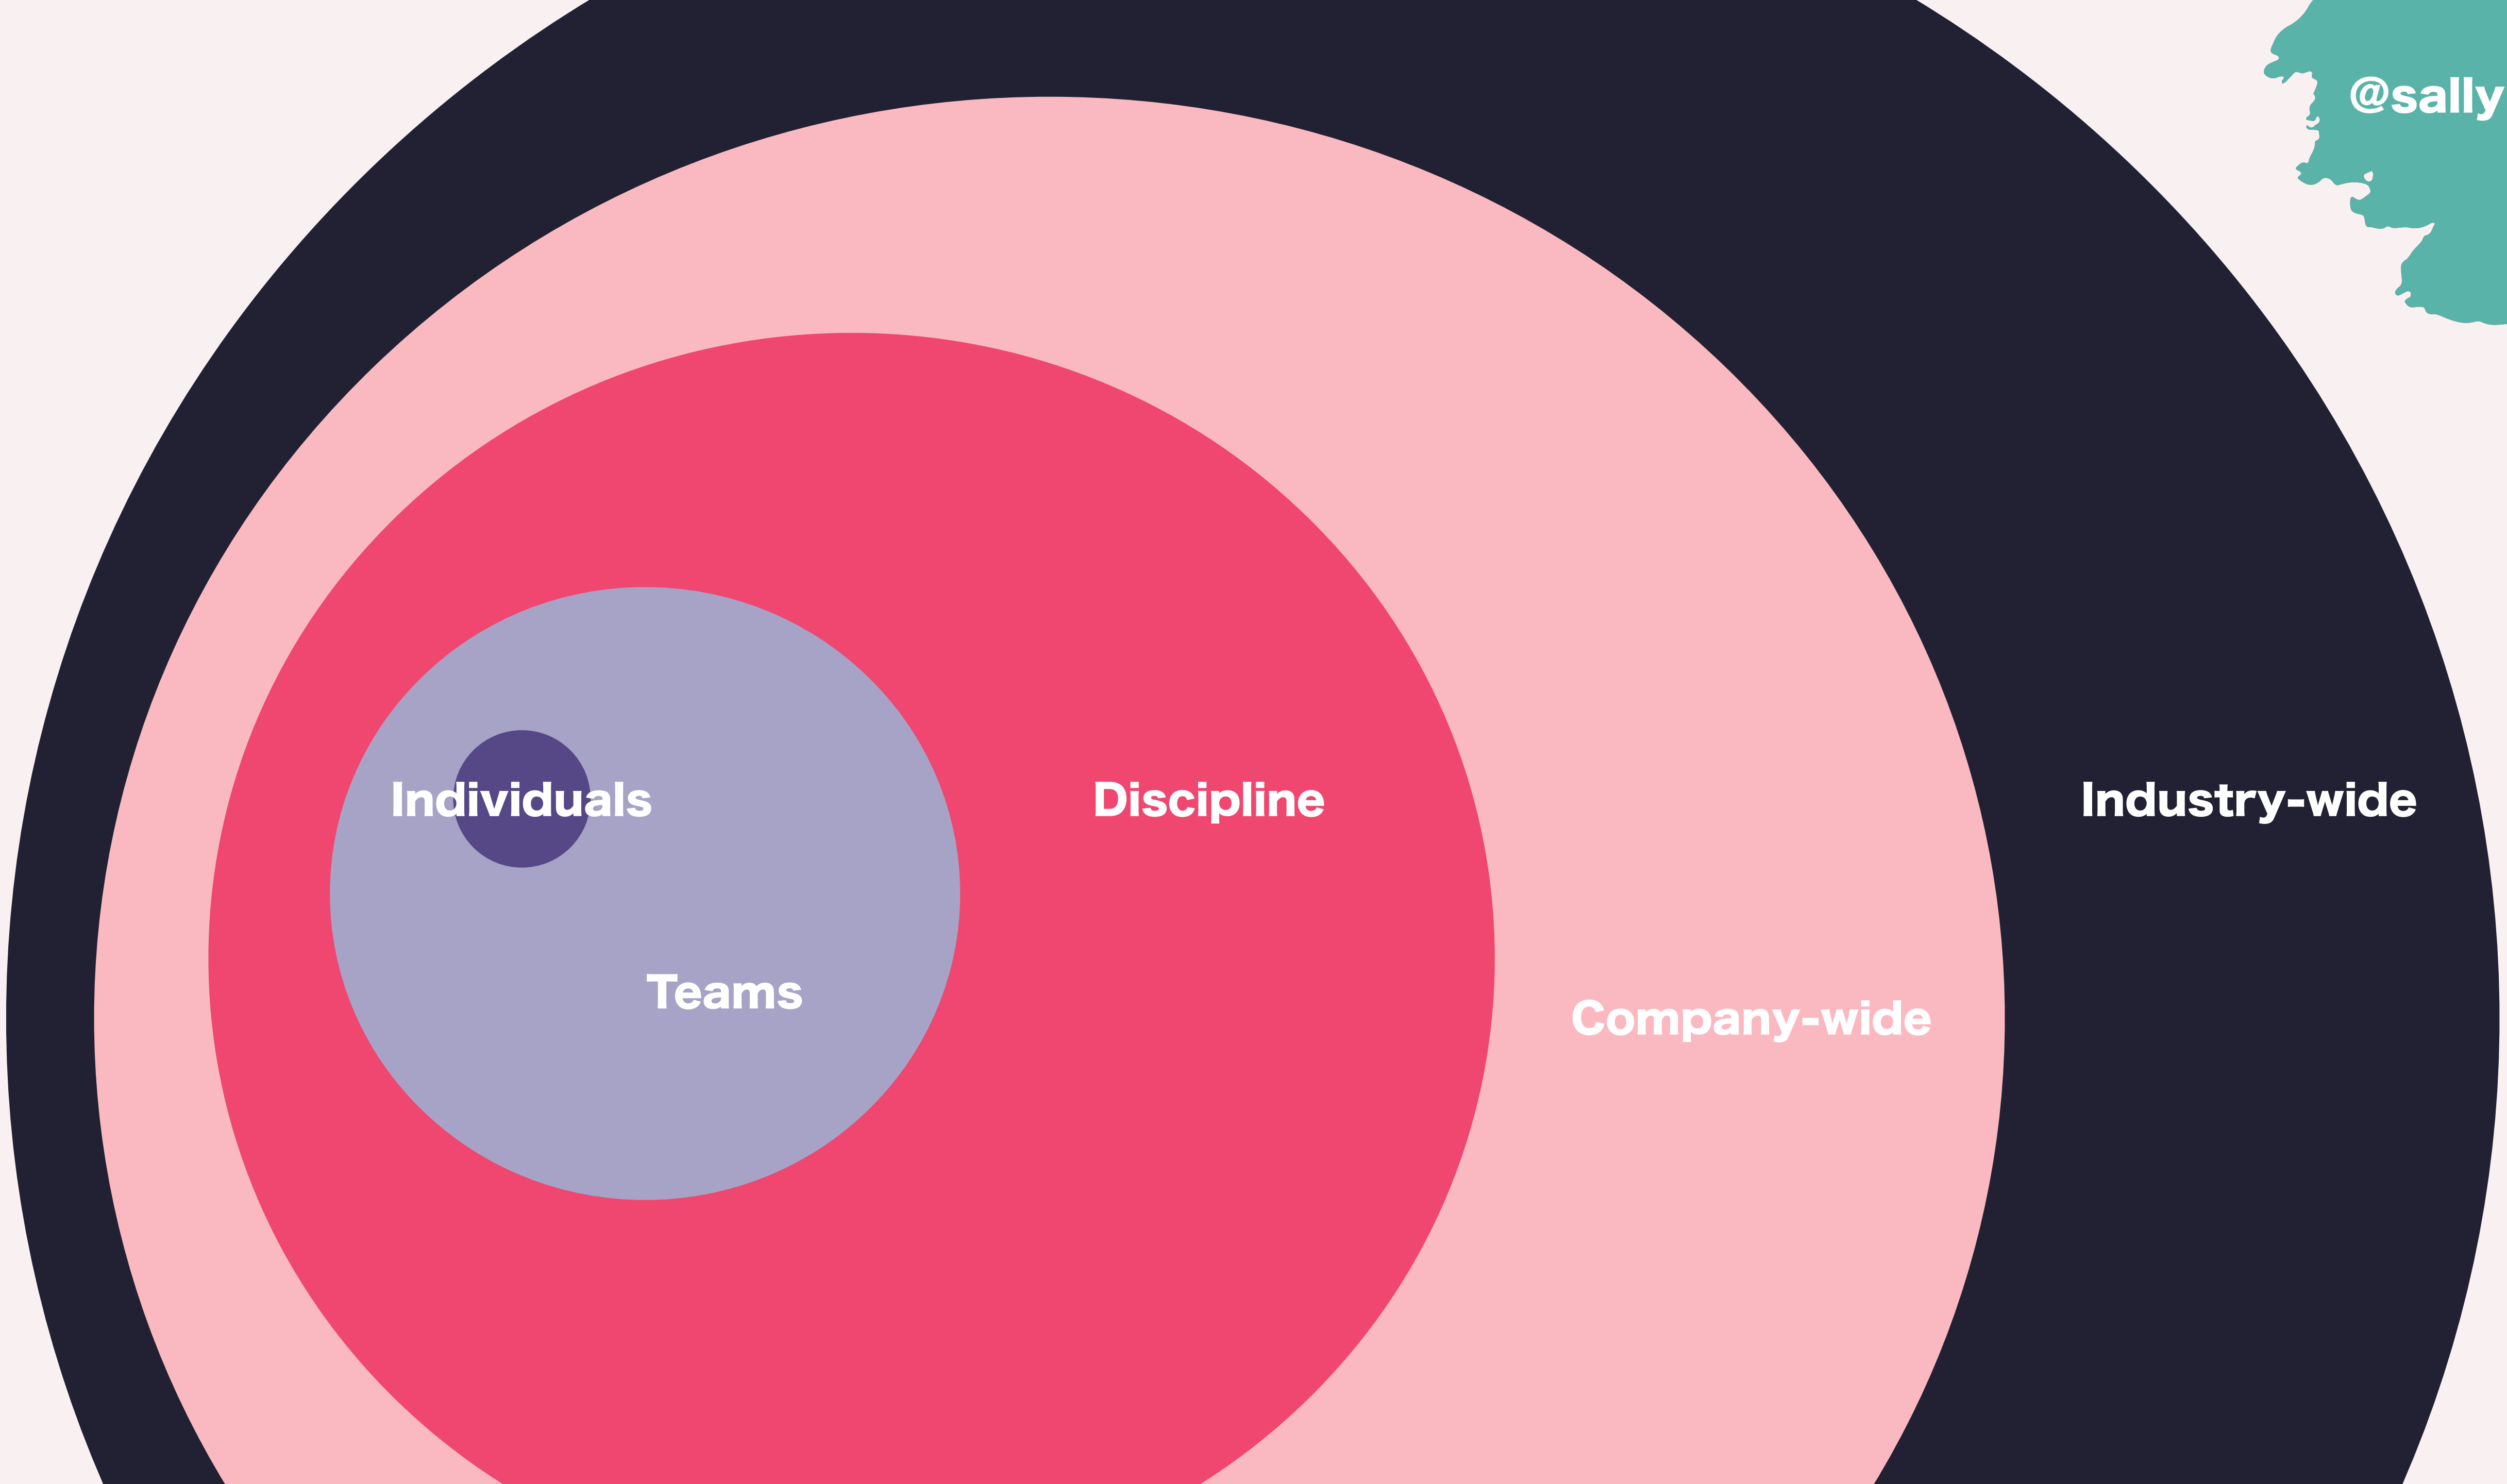 @sally
Individuals
Discipline
Industry-wide
Teams
Company-wide